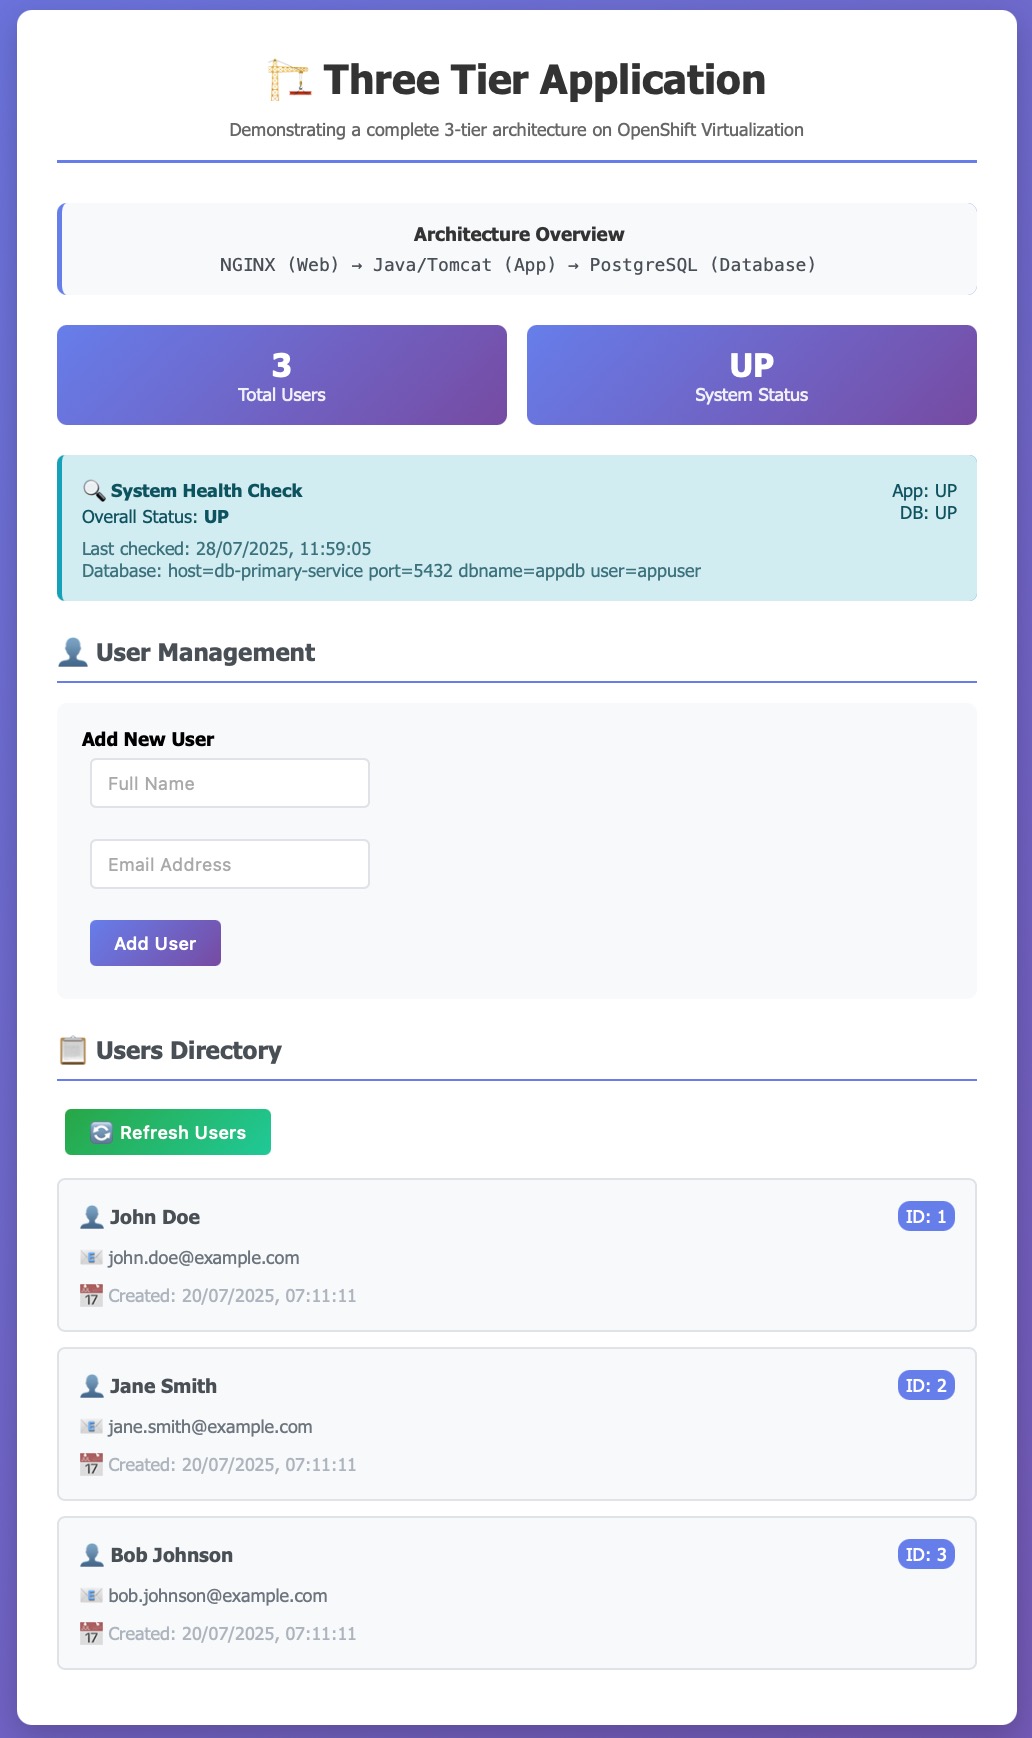 Three Tier Application
Demonstrating a complete 3-tier architecture on OpenShift Virtualization
Architecture Overview
NGINX (Web) → Java/Tomcat (App) → PostgreSQL (Database)
3
Total Users
UP
System Status
System Health Check
Overall Status: UP
App: UP
DB: UP
Last checked: 28/07/2025, 11:59:05
Database: host=db-primary-service port=5432 dbname=appdb user=appuser
User Management
Add New User
Full Name
Email Address
Add User
Users Directory
Refresh Users
John Doe
ID: 1
john.doe@example.com
17 Created: 20/07/2025, 07:11:11
Jane Smith
ID: 2
jane.smith@example.com
17 Created: 20/07/2025, 07:11:11
Bob Johnson
ID: 3
bob.johnson@example.com
17 Created: 20/07/2025, 07:11:11